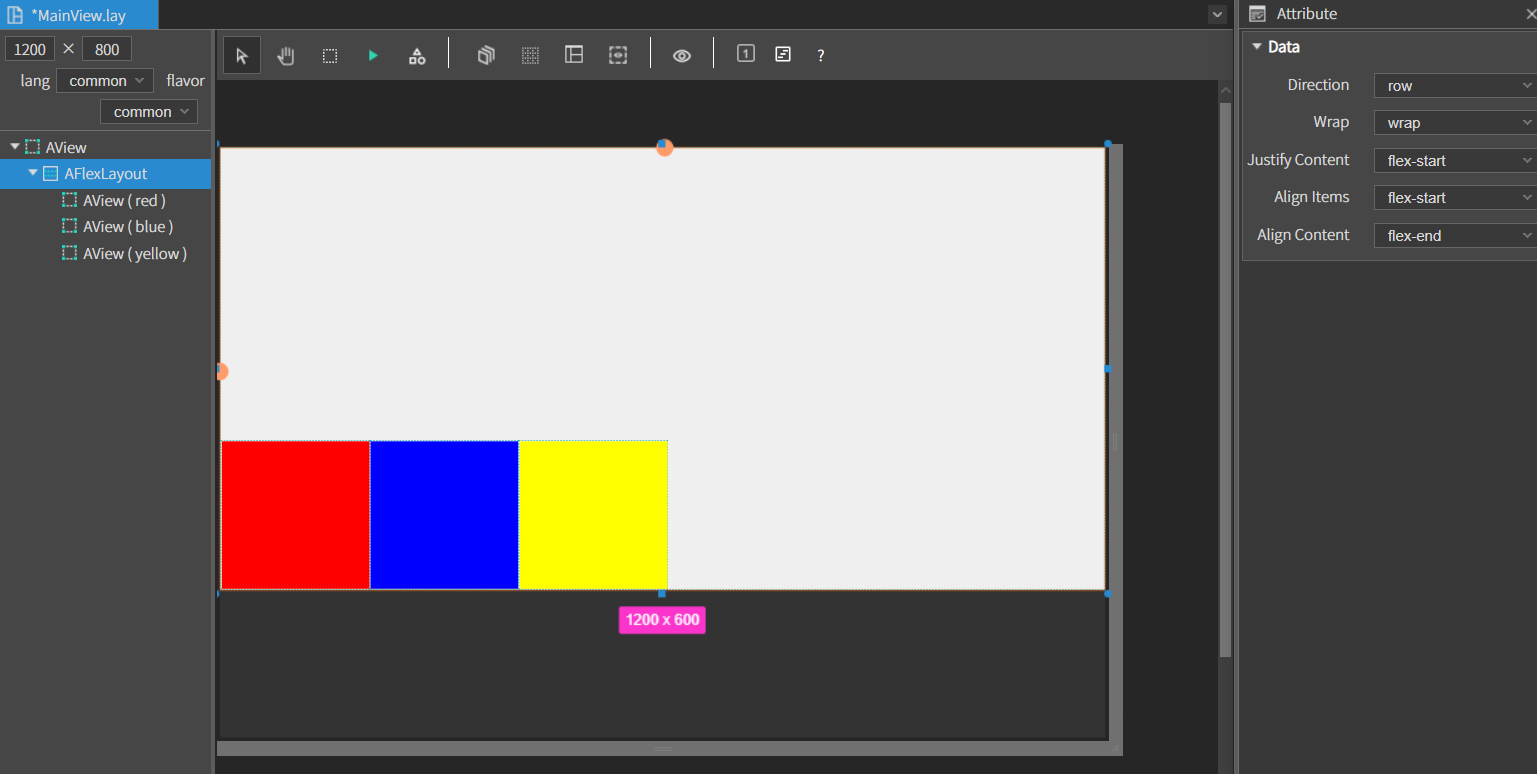 *MainView.lay
1200 × 800
lang common flavor
common
AView
AFlexLayout
AView ( red )
AView ( blue )
AView ( yellow )
1
?
1200 x 600
Attribute
Data
Direction row
Wrap wrap
Justify Content flex-start
Align Items flex-start
Align Content flex-end